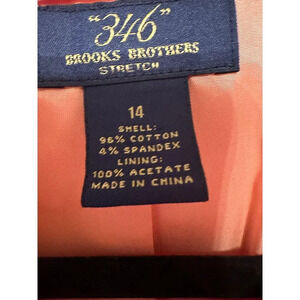 "346"
BROOKS BROTHERS
STRETCH
14
SHELL:
96% COTTON
4% SPANDEX
LINING:
100% ACETATE
MADE IN CHINA